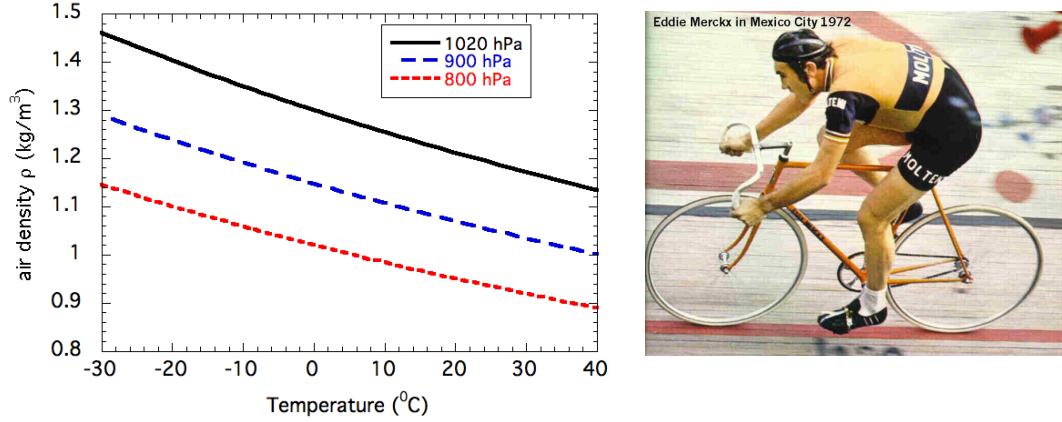 1.5
1.4
1.3
1.2
1.1
1
0.9
0.8
air density ρ (kg/m³)
1020 hPa
900 hPa
800 hPa
-30
-20
-10
0
10
20
30
40
Temperature (⁰C)
Eddie Merckx in Mexico City 1972
MOLTENI